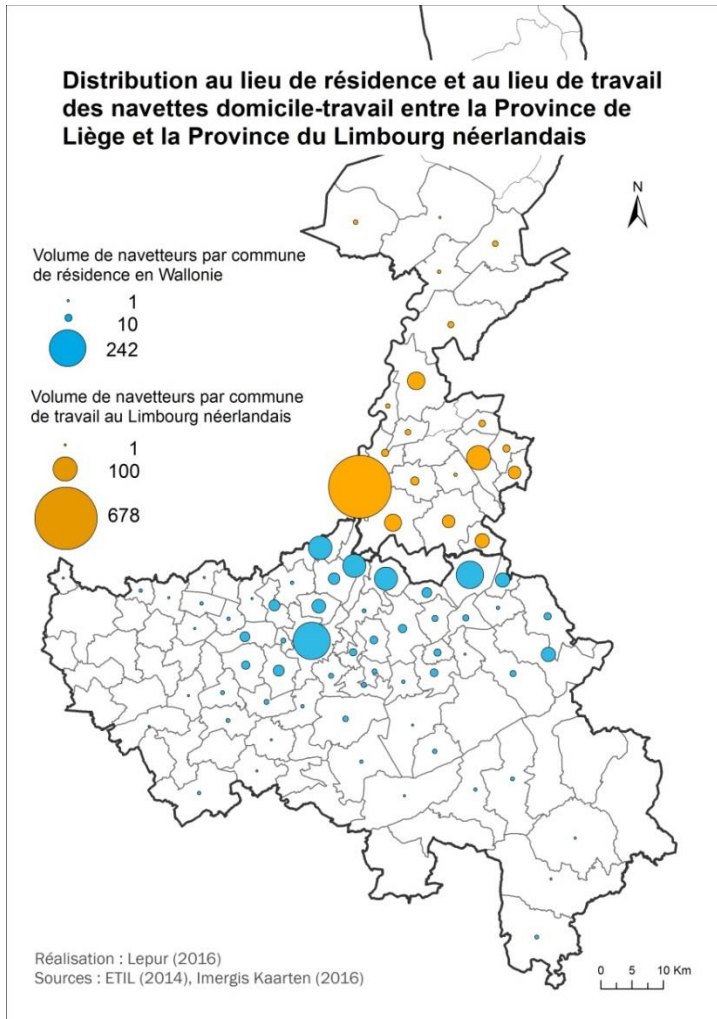 Distribution au lieu de résidence et au lieu de travail
des navettes domicile-travail entre la Province de
Liège et la Province du Limbourg néerlandais
N
Volume de navetteurs par commune
de résidence en Wallonie
1
10
242
Volume de navetteurs par commune
de travail au Limbourg néerlandais
1
100
678
Réalisation : Lepur (2016)
Sources : ETIL (2014), Imergis Kaarten (2016)
0 5 10 Km